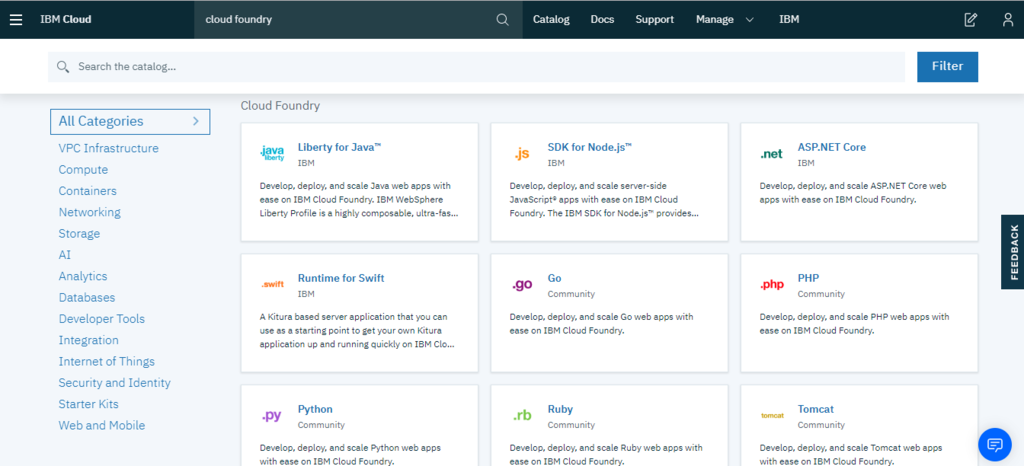 IBM Cloud
cloud foundry
Catalog
Docs
Support
Manage
IBM
Search the catalog...
Filter
All Categories
VPC Infrastructure
Compute
Containers
Networking
Storage
AI
Analytics
Databases
Developer Tools
Integration
Internet of Things
Security and Identity
Starter Kits
Web and Mobile
Cloud Foundry
.java
liberty
Liberty for Java™
IBM
Develop, deploy, and scale Java web apps with
ease on IBM Cloud Foundry. IBM WebSphere
Liberty Profile is a highly composable, ultra-fas...
.js
SDK for Node.js™
IBM
Develop, deploy, and scale server-side
JavaScript® apps with ease on IBM Cloud
Foundry. The IBM SDK for Node.js™ provides...
.net
ASP.NET Core
IBM
Develop, deploy, and scale ASP.NET Core web
apps with ease on IBM Cloud Foundry.
.swift
Runtime for Swift
IBM
A Kitura based server application that you can
use as a starting point to get your own Kitura
application up and running quickly on IBM Clo...
.go
Go
Community
Develop, deploy, and scale Go web apps with
ease on IBM Cloud Foundry.
.php
PHP
Community
Develop, deploy, and scale PHP web apps with
ease on IBM Cloud Foundry.
.py
Python
Community
Develop, deploy, and scale Python web apps
with ease on IBM Cloud Foundry.
.rb
Ruby
Community
Develop, deploy, and scale Ruby web apps with
ease on IBM Cloud Foundry.
tomcat
Tomcat
Community
Develop, deploy, and scale Tomcat web apps
with ease on IBM Cloud Foundry.
FEEDBACK